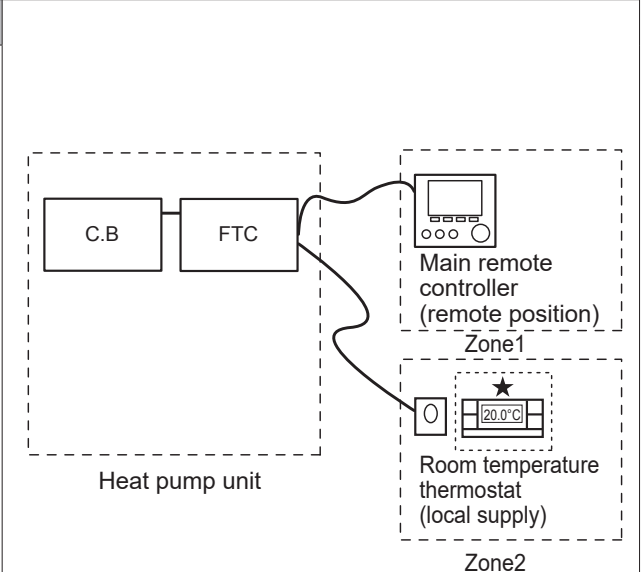 C.B
FTC
Heat pump unit
Main remote
controller
(remote position)
Zone1
20.0°C
Room temperature
thermostat
(local supply)
Zone2